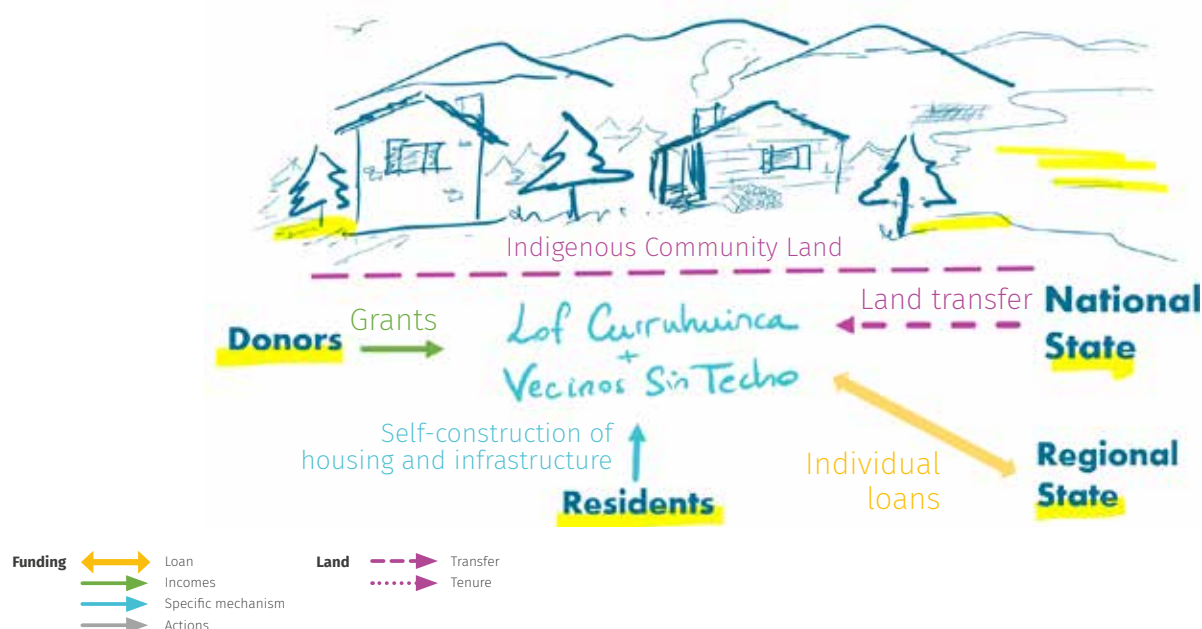 Indigenous Community Land
Land transfer
National
State
Grants
Donors
Lof Curruhuinca
+
Vecinos Sin Techo
Self-construction of
housing and infrastructure
Residents
Individual
loans
Regional
State
Funding
Loan
Incomes
Specific mechanism
Actions
Land
Transfer
Tenure